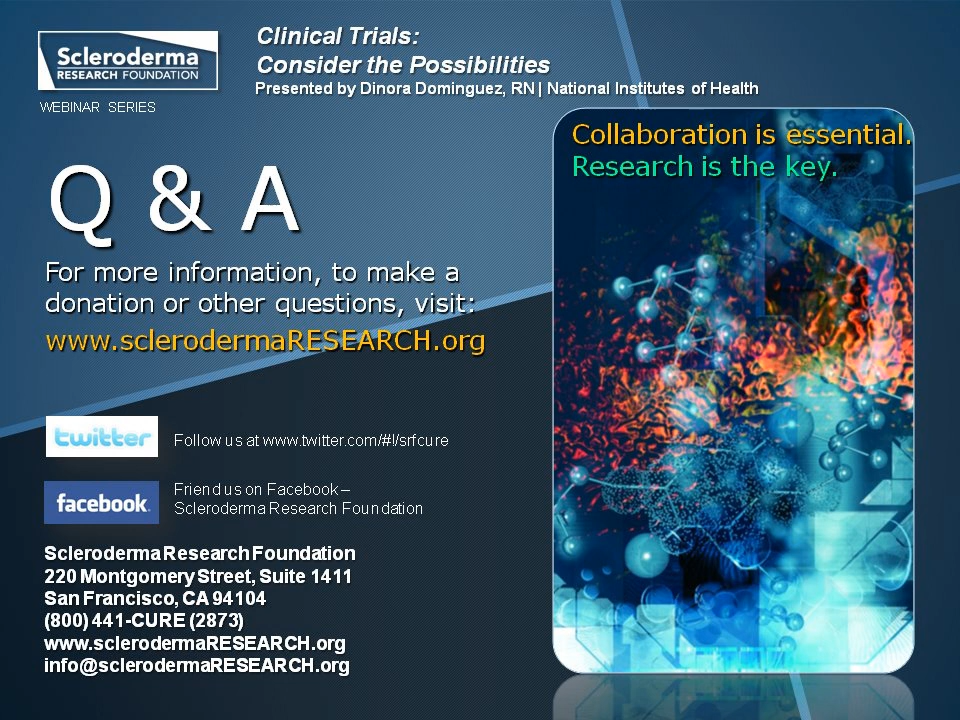 Scleroderma
RESEARCH FOUNDATION
WEBINAR SERIES
Clinical Trials:
Consider the Possibilities
Presented by Dinora Dominguez, RN | National Institutes of Health
Collaboration is essential.
Research is the key.
Q & A
For more information, to make a
donation or other questions, visit:
www.sclerodermaRESEARCH.org
twitter
Follow us at www.twitter.com/#!/srfcure
facebook
Friend us on Facebook –
Scleroderma Research Foundation
Scleroderma Research Foundation
220 Montgomery Street, Suite 1411
San Francisco, CA 94104
(800) 441-CURE (2873)
www.sclerodermaRESEARCH.org
info@sclerodermaRESEARCH.org